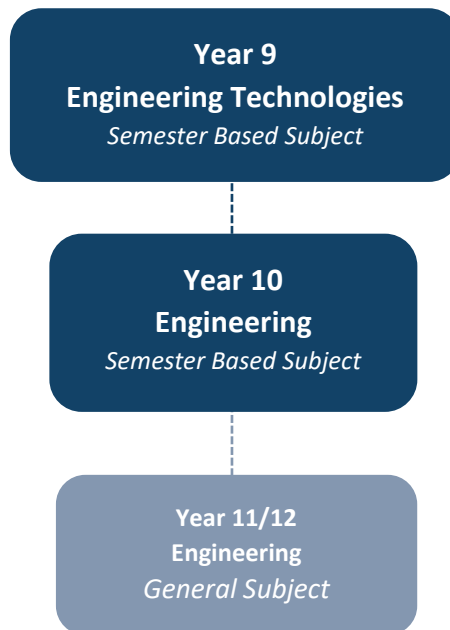 Year 9
Engineering Technologies
Semester Based Subject
Year 10
Engineering
Semester Based Subject
Year 11/12
Engineering
General Subject